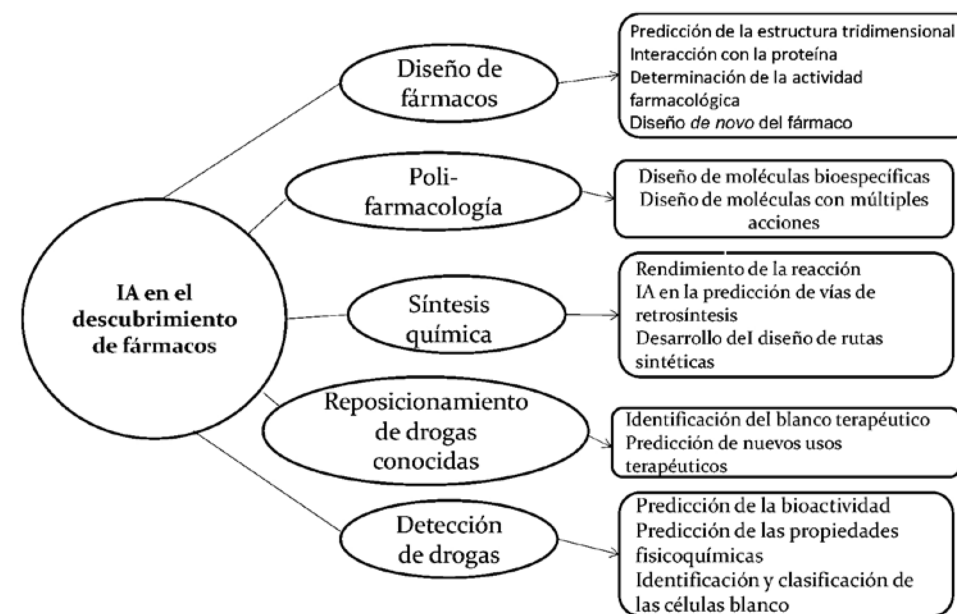 IA en el
descubrimiento
de fármacos
Diseño de
fármacos
Predicción de la estructura tridimensional
Interacción con la proteína
Determinación de la actividad
farmacológica
Diseño de novo del fármaco
Poli-
farmacología
Diseño de moléculas bioespecíficas
Diseño de moléculas con múltiples
acciones
Síntesis
química
Rendimiento de la reacción
IA en la predicción de vías de
retrosíntesis
Desarrollo del diseño de rutas
sintéticas
Reposicionamiento
de drogas
conocidas
Identificación del blanco terapéutico
Predicción de nuevos usos
terapéuticos
Detección
de drogas
Predicción de la bioactividad
Predicción de las propiedades
fisicoquímicas
Identificación y clasificación de
las células blanco